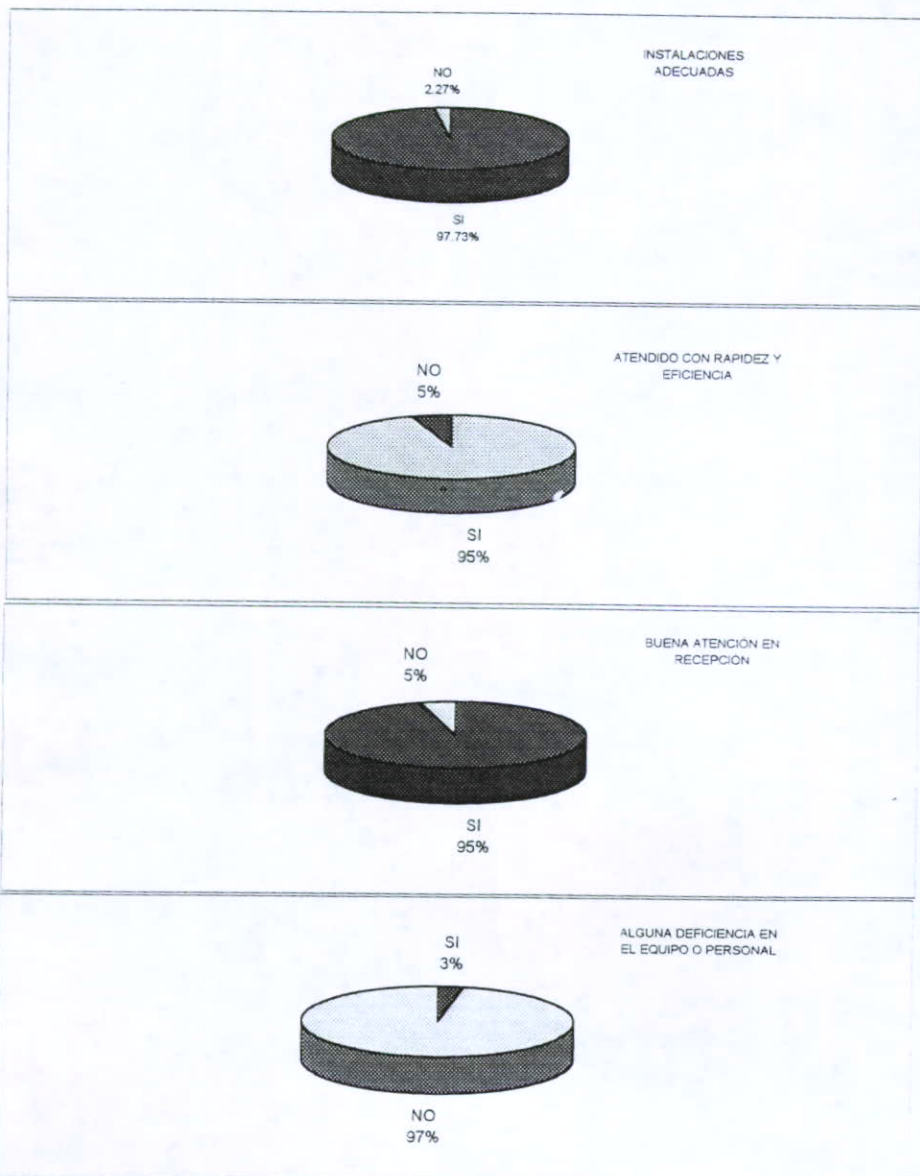 INSTALACIONES
ADECUADAS
NO
2.27%
SI
97.73%
ATENDIDO CON RAPIDEZ Y
EFICIENCIA
NO
5%
SI
95%
BUENA ATENCIÓN EN
RECEPCION
NO
5%
SI
95%
ALGUNA DEFICIENCIA EN
EL EQUIPO O PERSONAL
SI
3%
NO
97%